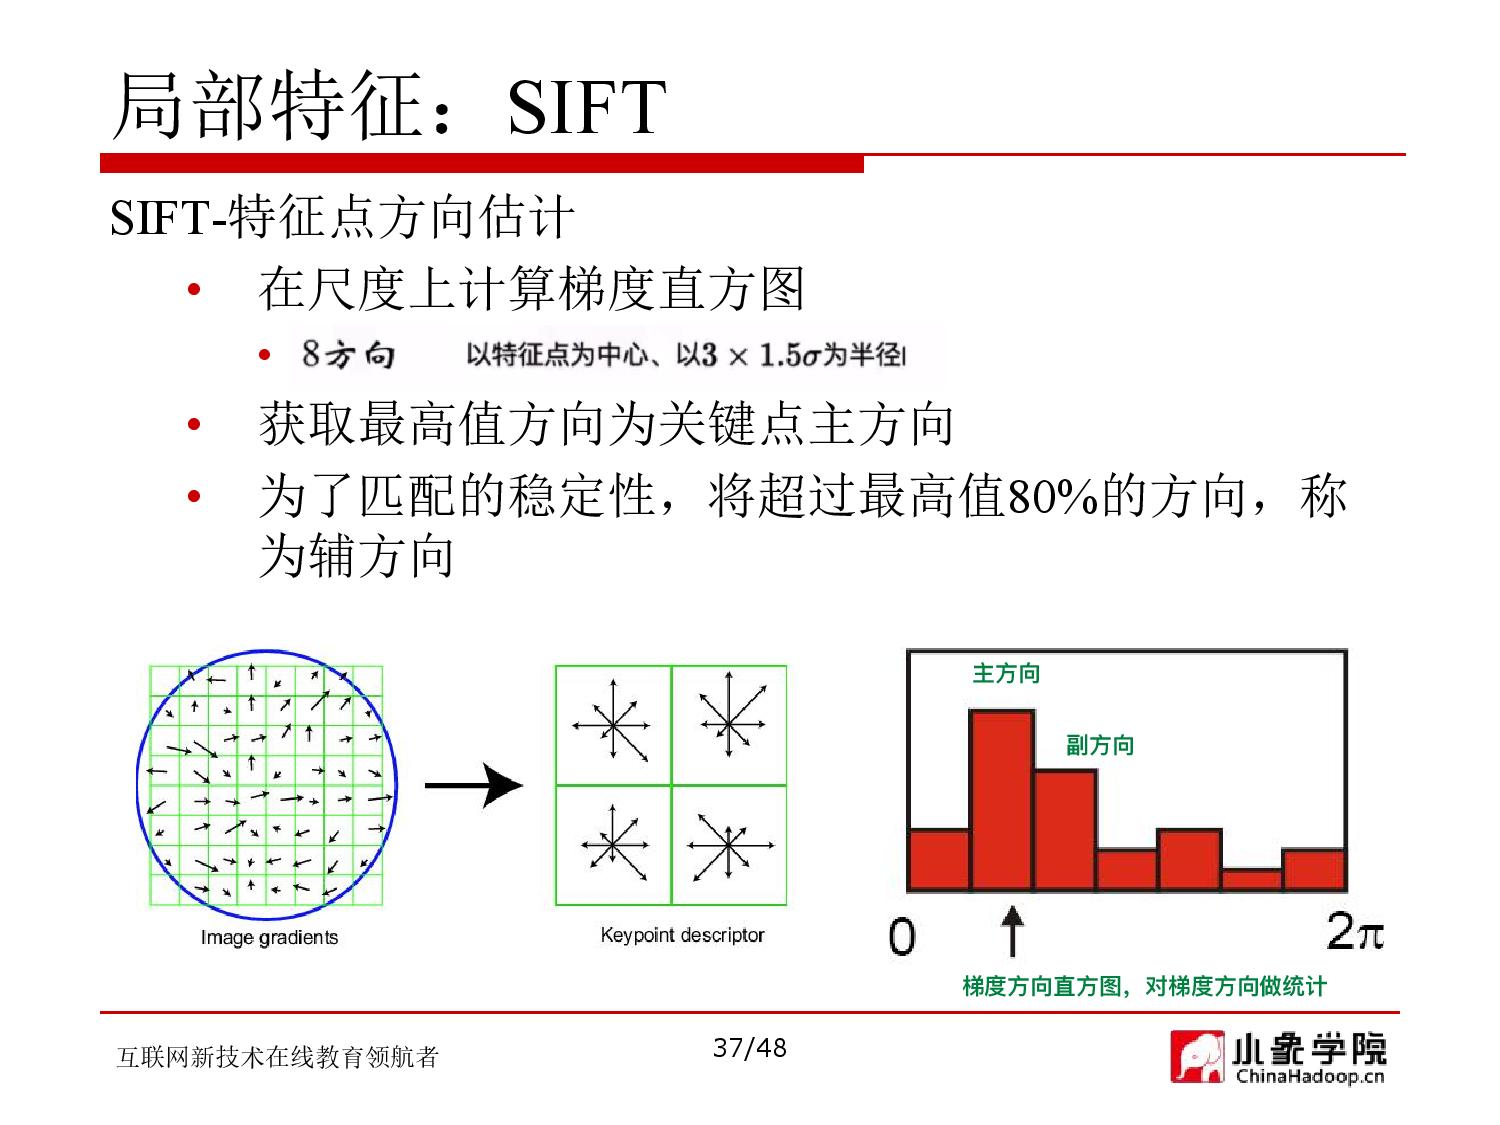 局部特征：SIFT
SIFT-特征点方向估计
• 在尺度上计算梯度直方图
• 8方向 以特征点为中心、以3 × 1.5σ为半径
• 获取最高值方向为关键点主方向
• 为了匹配的稳定性，将超过最高值80%的方向，称
为辅方向
Image gradients
Keypoint descriptor
主方向
副方向
0
2π
梯度方向直方图，对梯度方向做统计
互联网新技术在线教育领航者
37/48
小象学院
ChinaHadoop.cn